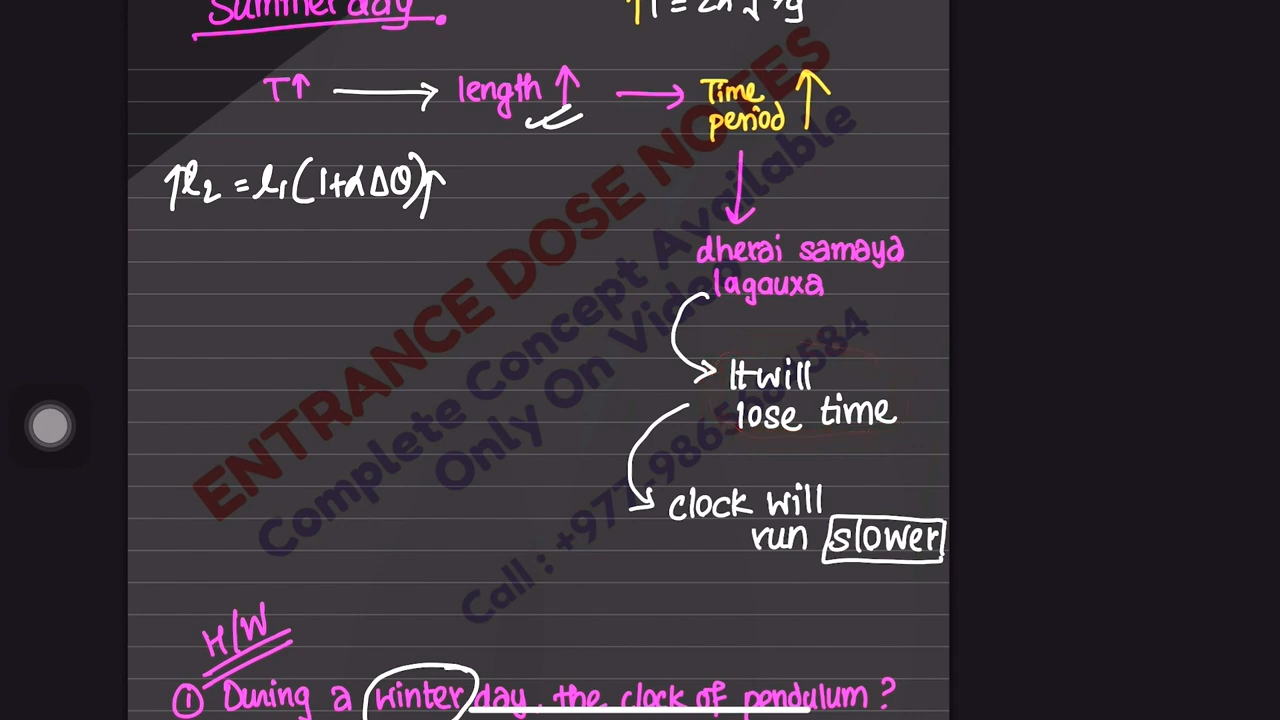 Summer day.
↑T = 2π √l/g
T↑ → length ↑ → Time period ↑
↑l₂ = l₁(1+αΔθ)↑
dherai samaya
lagauxa
It will
lose time
clock will
run slower
H/W
① During a winter day, the clock of pendulum?
ENTRANCE DOSE NOTES
Complete Concept Available
Only On Video